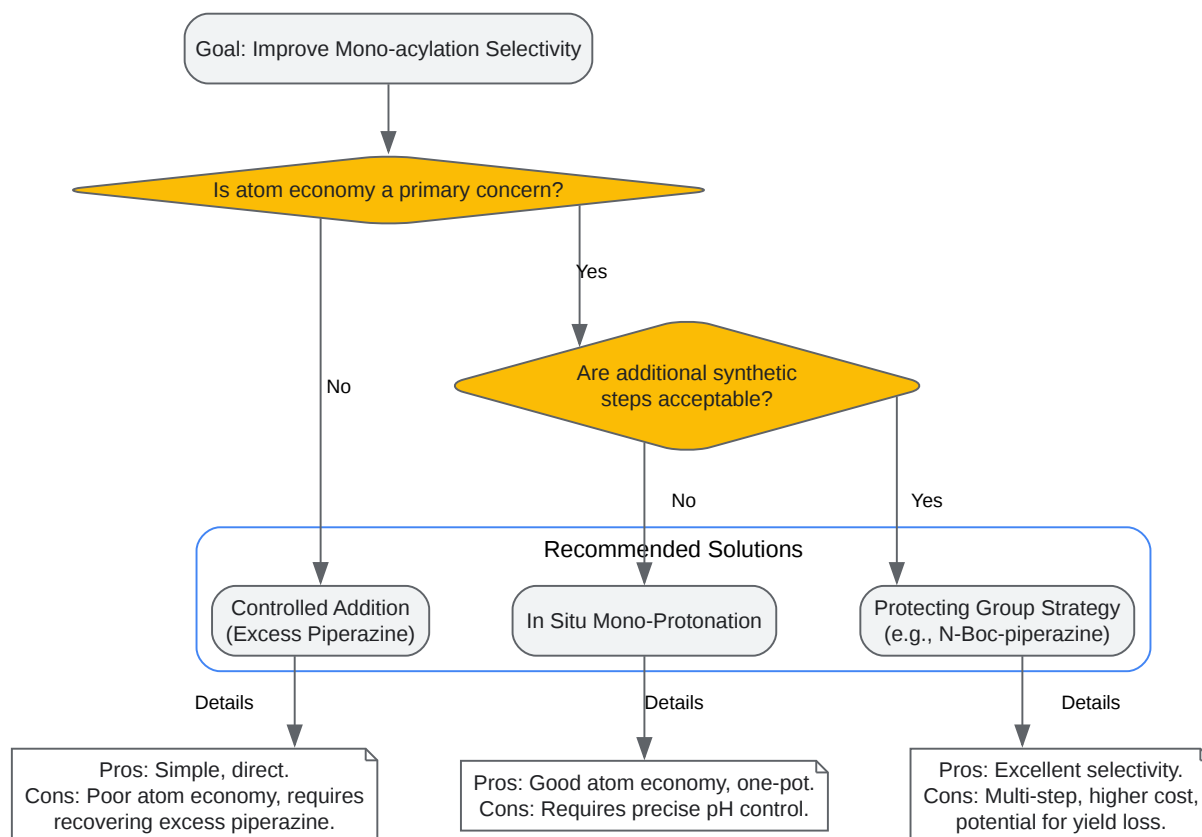 Goal: Improve Mono-acylation Selectivity
Is atom economy a primary concern?
Yes
Are additional synthetic
steps acceptable?
No
No
Yes
Recommended Solutions
Controlled Addition
(Excess Piperazine)
In Situ Mono-Protonation
Protecting Group Strategy
(e.g., N-Boc-piperazine)
Details
Details
Details
Pros: Simple, direct.
Cons: Poor atom economy, requires
recovering excess piperazine.
Pros: Good atom economy, one-pot.
Cons: Requires precise pH control.
Pros: Excellent selectivity.
Cons: Multi-step, higher cost,
potential for yield loss.